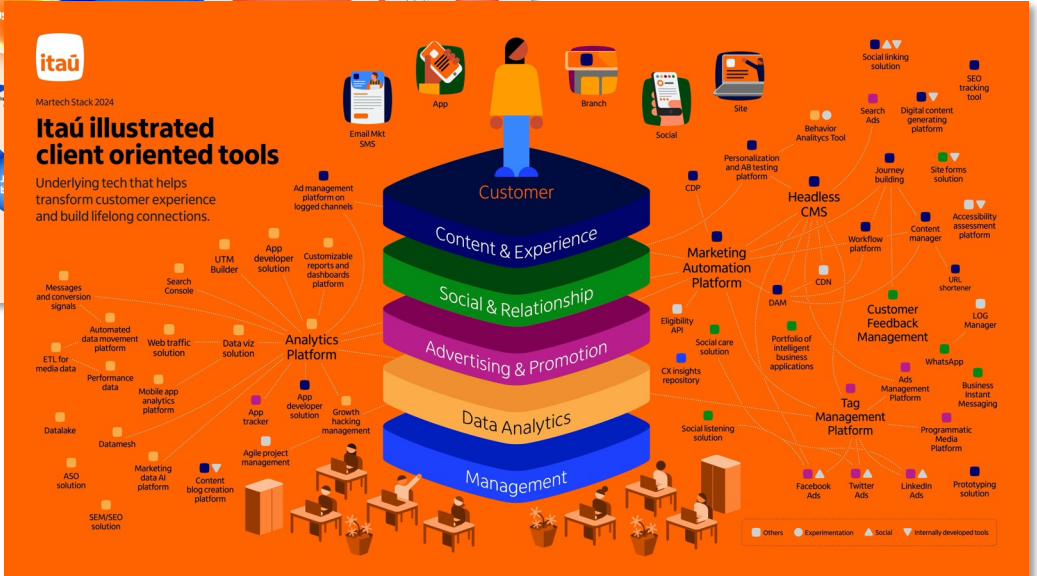 itaú
Martech Stack 2024
Itaú illustrated
client oriented tools
Underlying tech that helps
transform customer experience
and build lifelong connections.
Email Mkt
SMS
App
Branch
Social
Site
Customer
Content & Experience
Social & Relationship
Advertising & Promotion
Data Analytics
Management
Ad management
platform on
logged channels
UTM
Builder
App
developer
solution
Customizable
reports and
dashboards
platform
Search
Console
Messages
and conversion
signals
Automated
data movement
platform
Web traffic
solution
Data viz
solution
Analytics
Platform
ETL for
media data
Performance
data
Mobile app
analytics
platform
App
tracker
App
developer
solution
Growth
hacking
management
Datalake
Datamesh
Agile project
management
ASO
solution
Marketing
data AI
platform
Content
blog creation
platform
SEM/SEO
solution
Social linking
solution
SEO
tracking
tool
Search
Ads
Digital content
generating
platform
Behavior
Analitycs Tool
Personalization
and AB testing
platform
Journey
building
Site forms
solution
CDP
Headless
CMS
Accessibility
assessment
platform
Content
manager
Workflow
platform
Marketing
Automation
Platform
CDN
URL
shortener
DAM
Eligibility
API
Customer
Feedback
Management
LOG
Manager
Social care
solution
Portfolio of
intelligent
business
applications
WhatsApp
CX insights
repository
Ads
Management
Platform
Business
Instant
Messaging
Tag
Management
Platform
Social listening
solution
Programmatic
Media
Platform
Facebook
Ads
Twitter
Ads
LinkedIn
Ads
Prototyping
solution
Others Experimentation Social Internally developed tools